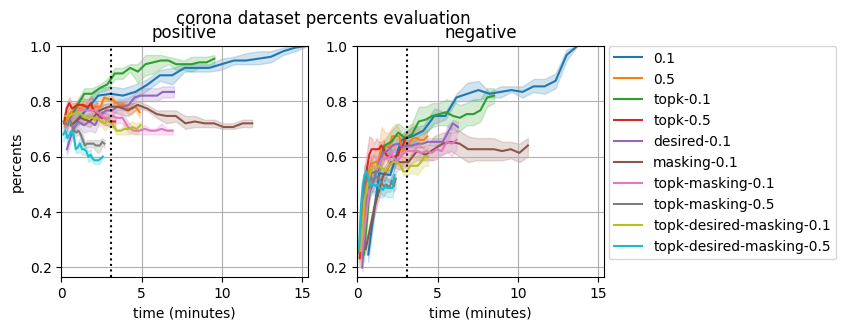 corona dataset percents evaluation
positive
negative
percents
1.0
0.8
0.6
0.4
0.2
0
5
10
15
time (minutes)
1.0
0.8
0.6
0.4
0.2
0
5
10
15
time (minutes)
0.1
0.5
topk-0.1
topk-0.5
desired-0.1
masking-0.1
topk-masking-0.1
topk-masking-0.5
topk-desired-masking-0.1
topk-desired-masking-0.5